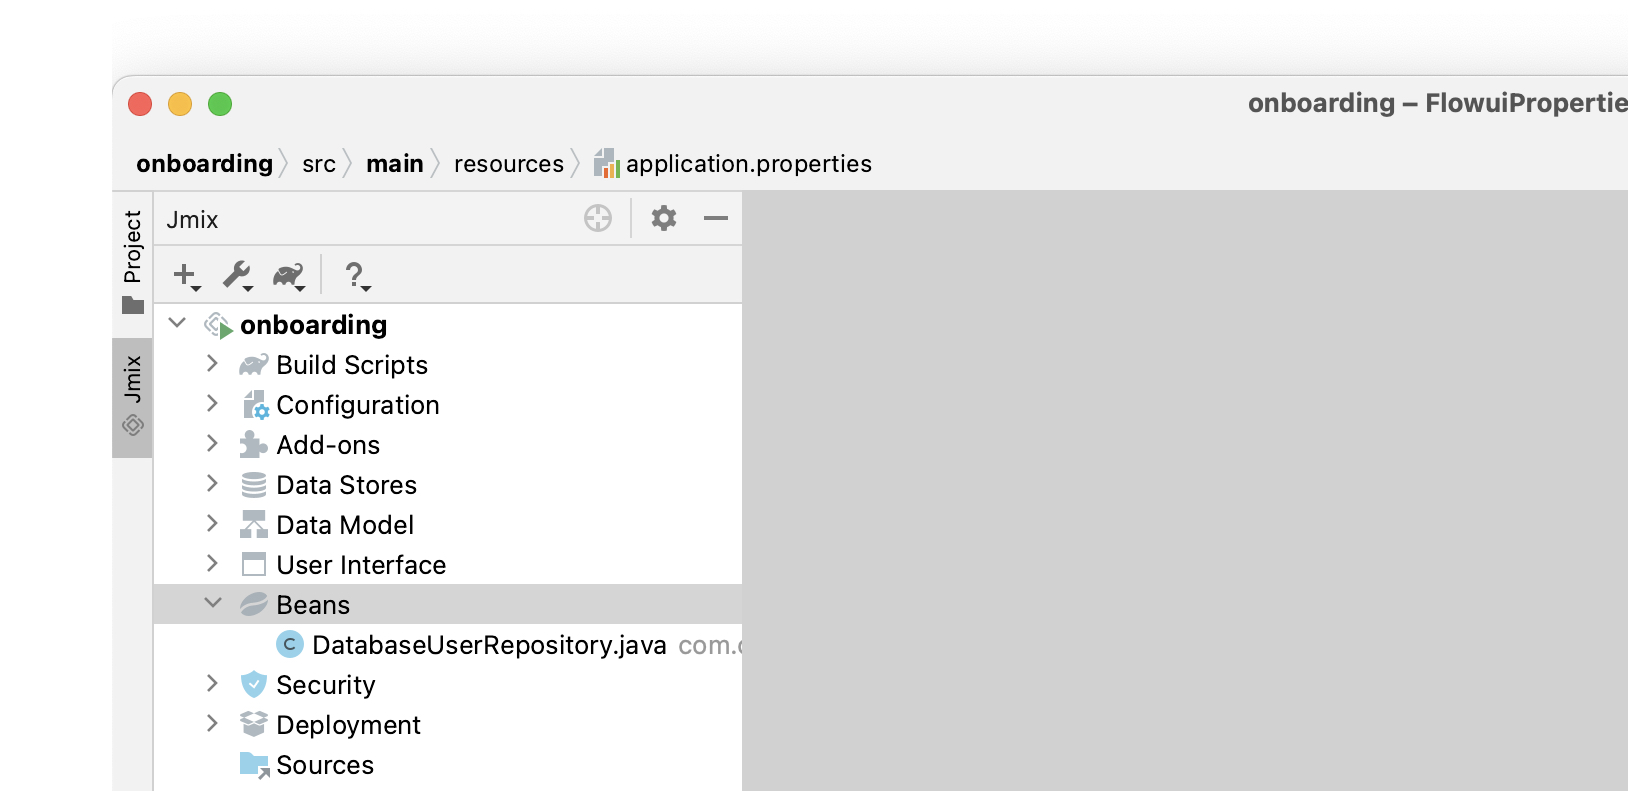 onboarding – FlowuiPropertie
onboarding src main resources application.properties
Project
Jmix
Jmix
?
onboarding
Build Scripts
Configuration
Add-ons
Data Stores
Data Model
User Interface
Beans
C DatabaseUserRepository.java com.
Security
Deployment
Sources